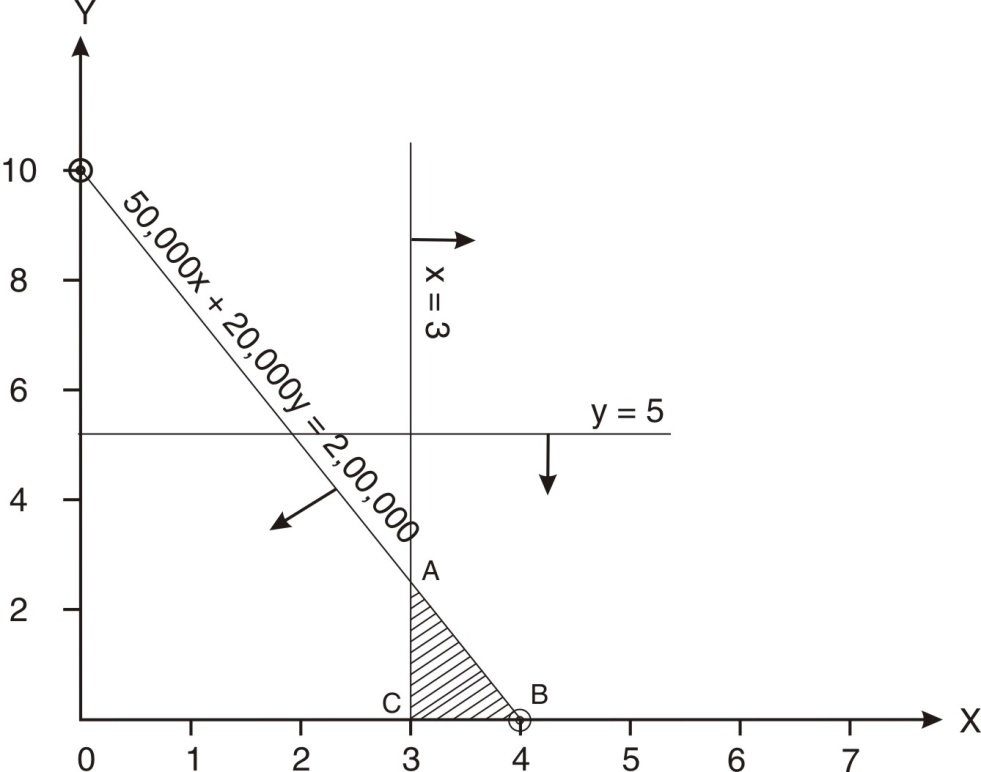 Y
10
8
6
4
2
50,000x + 20,000y = 2,00,000
x = 3
y = 5
A
B
C
X
0 1 2 3 4 5 6 7